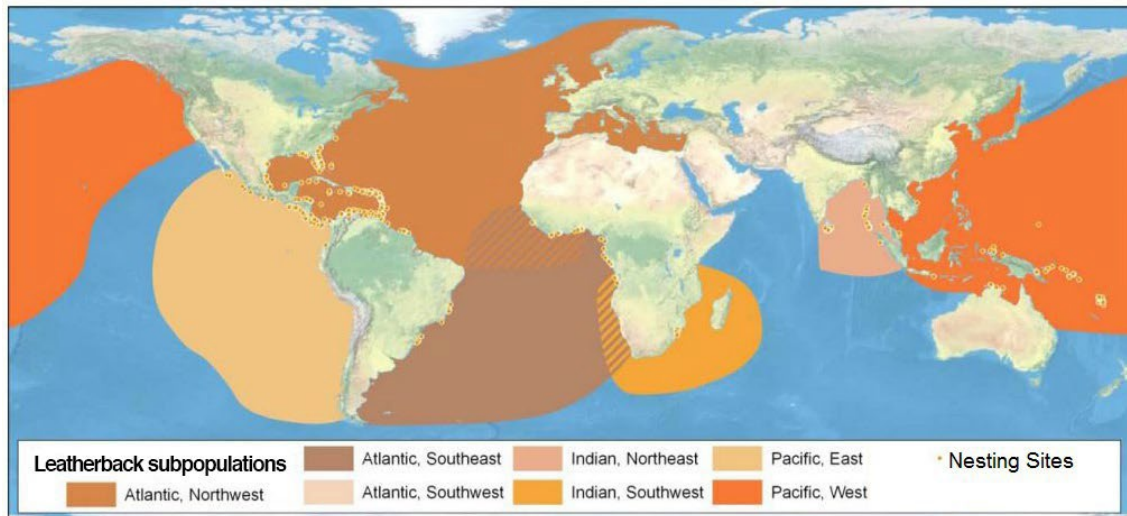 Leatherback subpopulations
Atlantic, Northwest
Atlantic, Southeast
Atlantic, Southwest
Indian, Northeast
Indian, Southwest
Pacific, East
Pacific, West
Nesting Sites